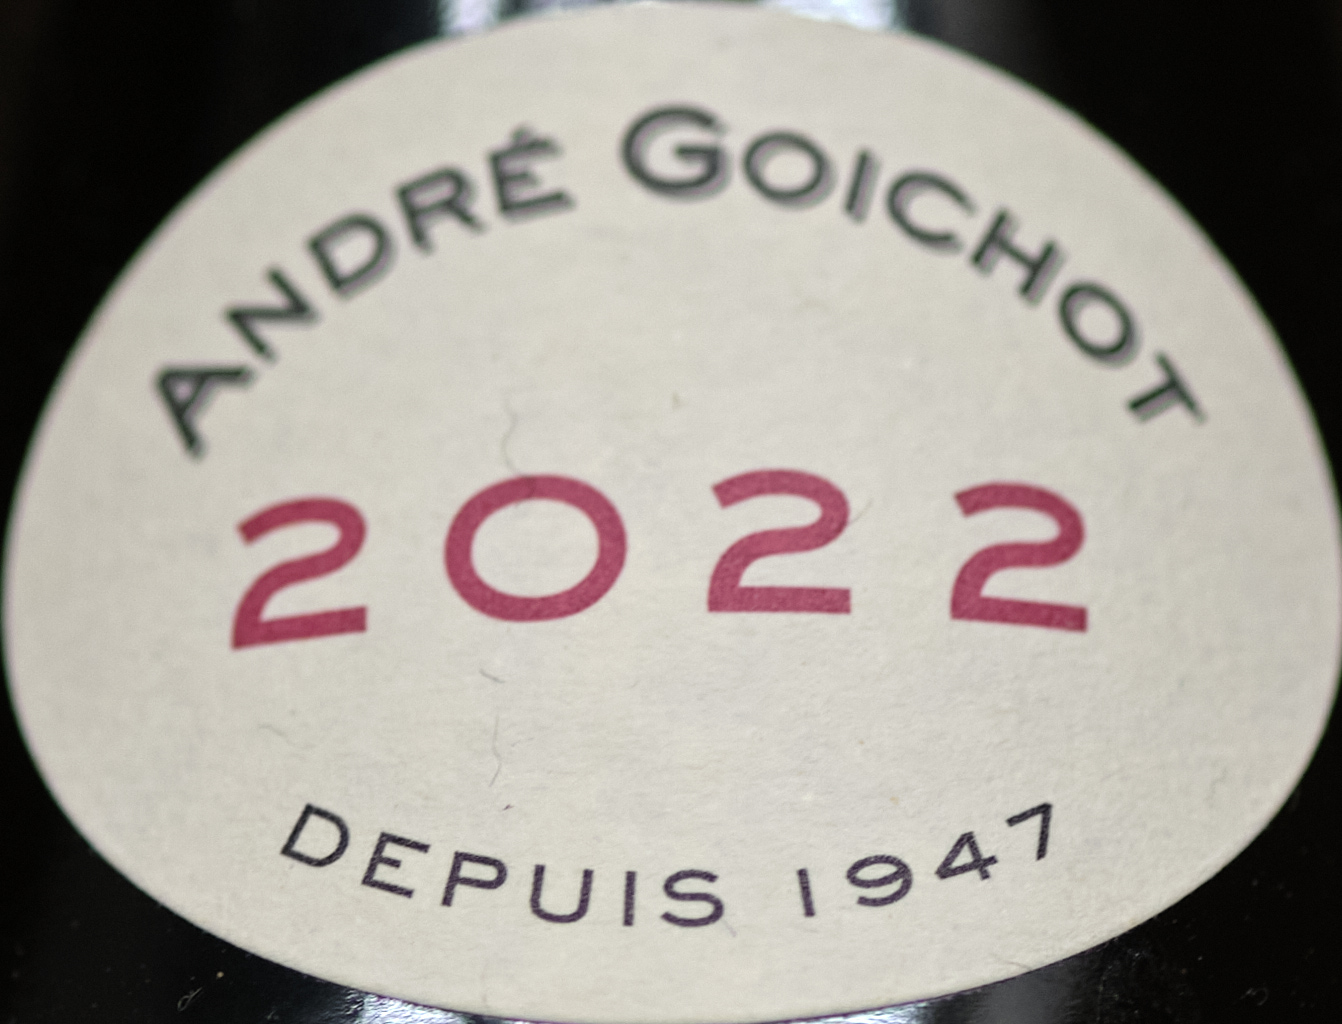 ANDRÉ GOICHOT
2022
DEPUIS 1947